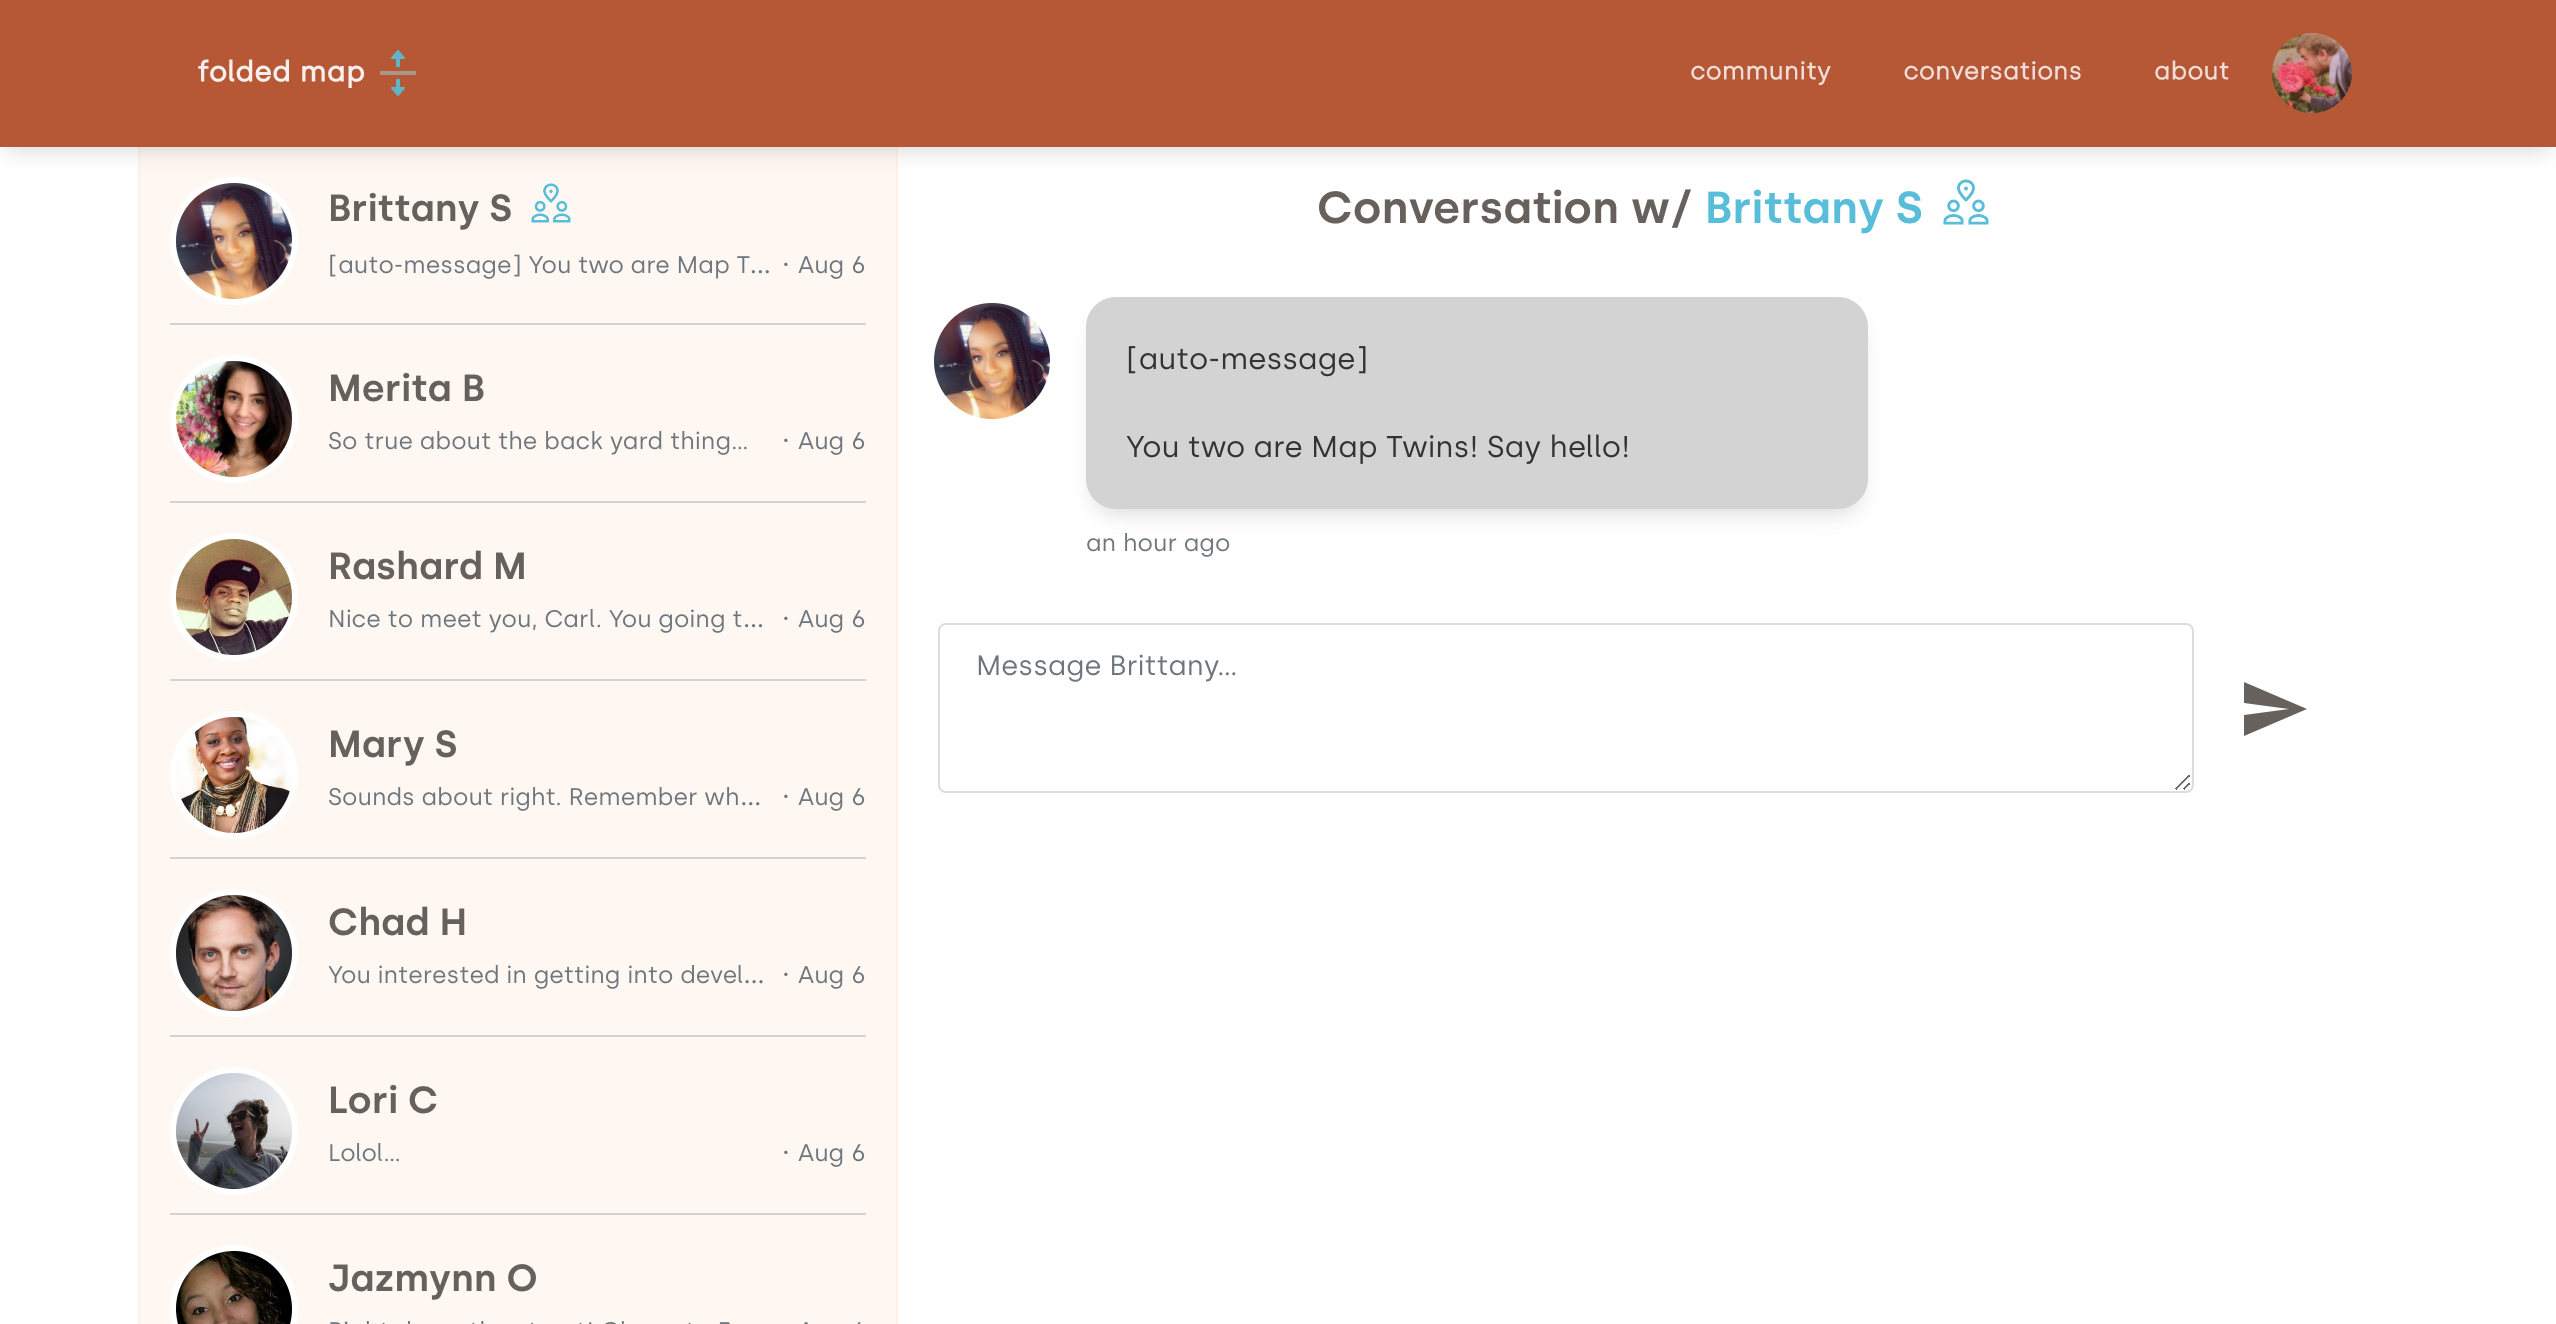 folded map
community
conversations
about
Brittany S
[auto-message] You two are Map T... · Aug 6
Merita B
So true about the back yard thing... · Aug 6
Rashard M
Nice to meet you, Carl. You going t... · Aug 6
Mary S
Sounds about right. Remember wh... · Aug 6
Chad H
You interested in getting into devel... · Aug 6
Lori C
Lolol... · Aug 6
Jazmynn O
Conversation w/ Brittany S
[auto-message]
You two are Map Twins! Say hello!
an hour ago
Message Brittany...